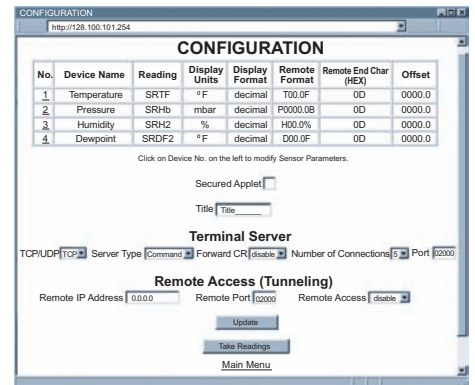 CONFIGURATION
http://128.100.101.254
CONFIGURATION
No. Device Name Reading Display Units Display Format Remote Format Remote End Char (HEX) Offset
1 Temperature SRTF °F decimal T00.0F 0D 0000.0
2 Pressure SRHb mbar decimal P0000.0B 0D 0000.0
3 Humidity SRH2 % decimal H00.0% 0D 0000.0
4 Dewpoint SRDF2 °F decimal D00.0F 0D 0000.0
Click on Device No. on the left to modify Sensor Parameters.
Secured Applet
Title Title______
Terminal Server
TCP/UDP TCP Server Type Command Forward CR disable Number of Connections 5 Port 02000
Remote Access (Tunneling)
Remote IP Address 0.0.0.0 Remote Port 02000 Remote Access disable
Update
Take Readings
Main Menu